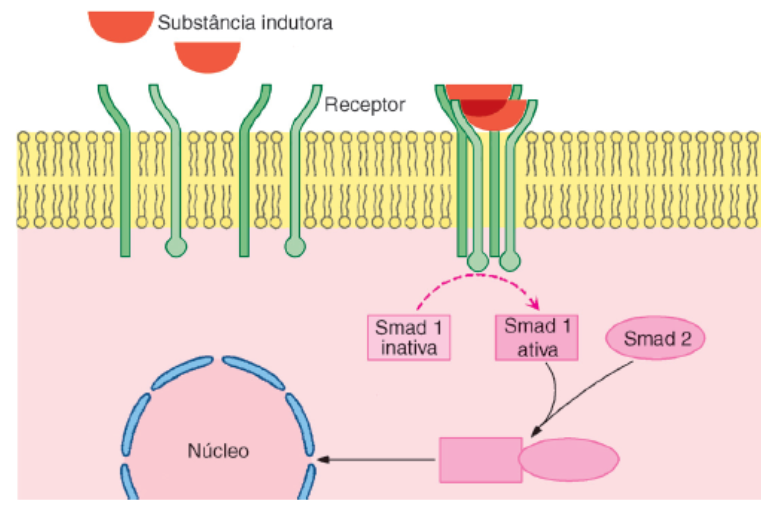 Substância indutora
Receptor
Smad 1
inativa
Smad 1
ativa
Smad 2
Núcleo